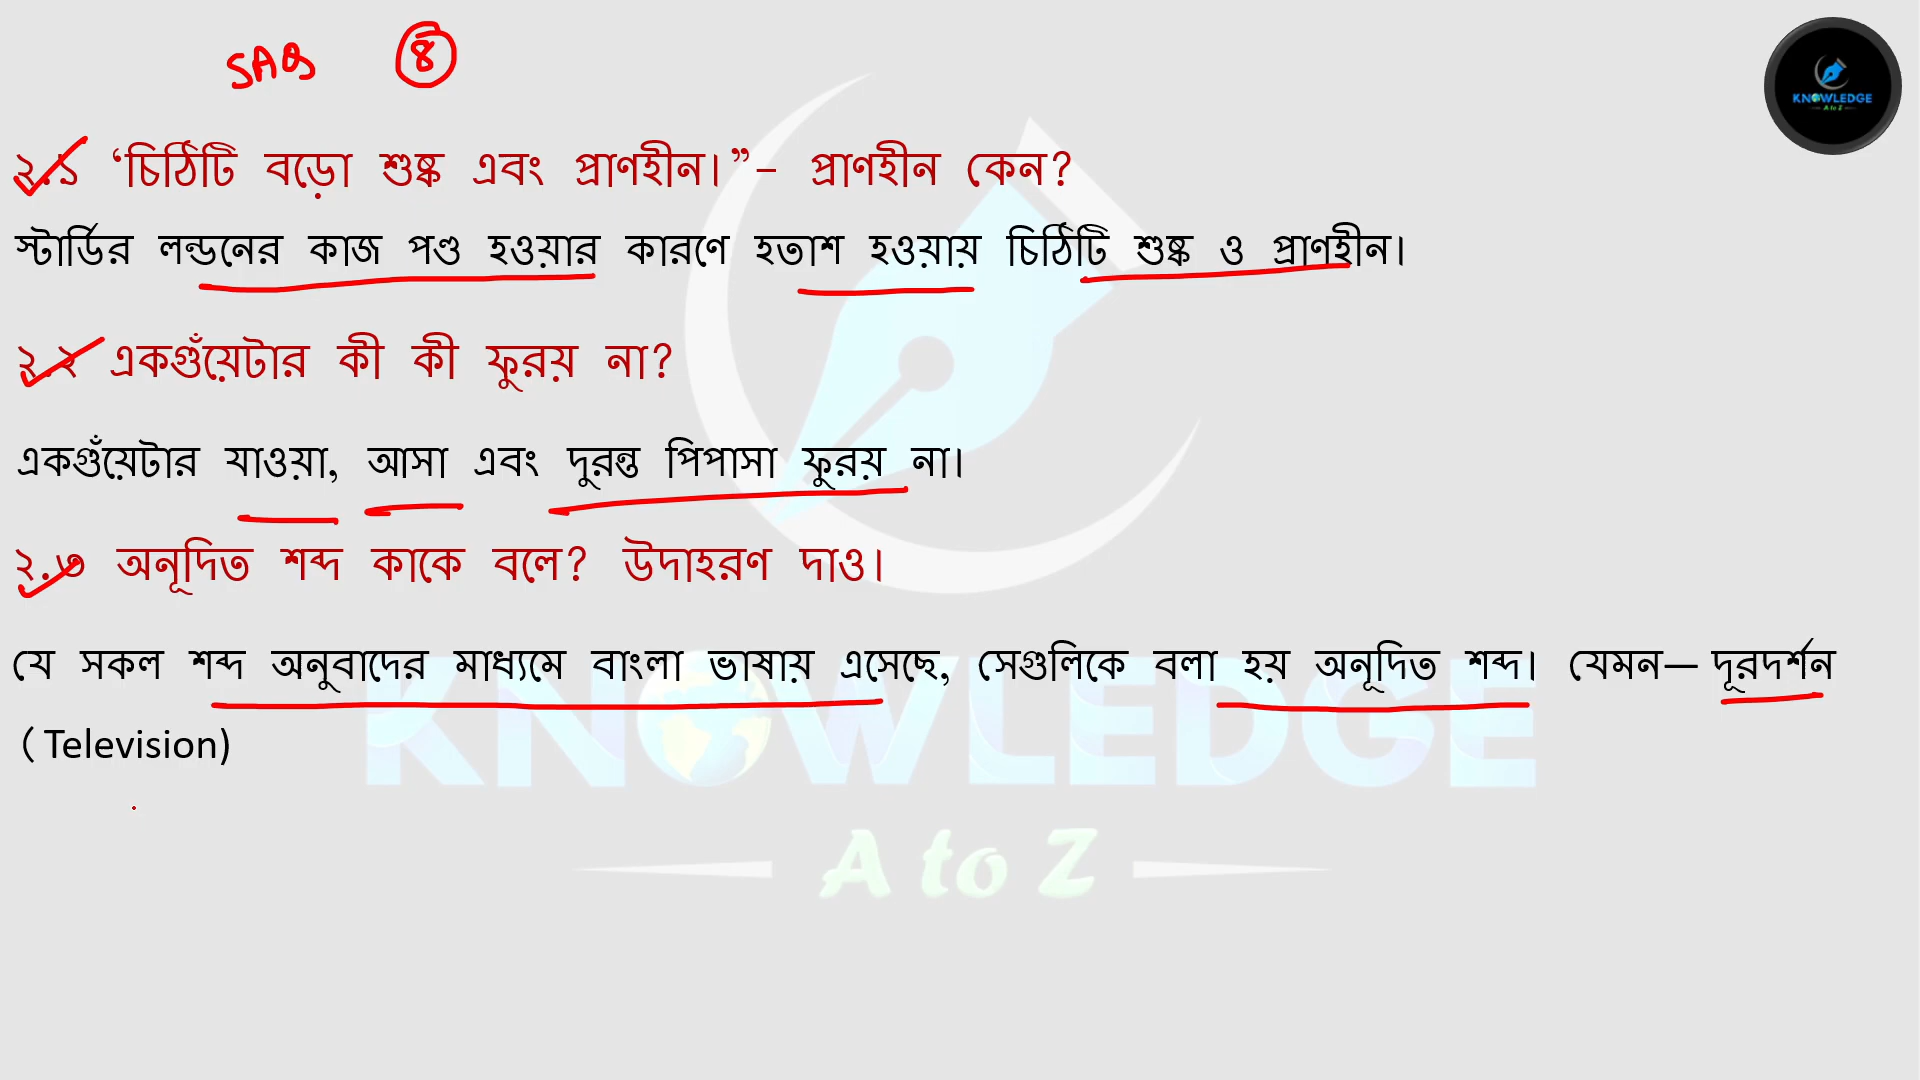 SAQ ৪
KNOWLEDGE
A to Z
২.১ ‘চিঠিটি বড়ো শুষ্ক এবং প্রাণহীন।”– প্রাণহীন কেন?
স্টার্ডির লন্ডনের কাজ পণ্ড হওয়ার কারণে হতাশ হওয়ায় চিঠিটি শুষ্ক ও প্রাণহীন।
২.২ একগুঁয়েটার কী কী ফুরয় না?
একগুঁয়েটার যাওয়া, আসা এবং দুরন্ত পিপাসা ফুরয় না।
২.৩ অনূদিত শব্দ কাকে বলে? উদাহরণ দাও।
যে সকল শব্দ অনুবাদের মাধ্যমে বাংলা ভাষায় এসেছে, সেগুলিকে বলা হয় অনূদিত শব্দ। যেমন— দূরদর্শন
( Television)
KNOWLEDGE
A to Z